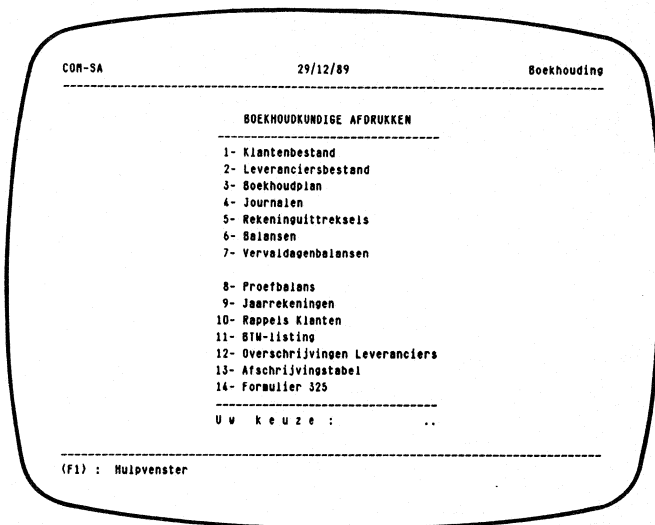 COM-SA 29/12/89 Boekhouding
BOEKHOUDKUNDIGE AFDRUKKEN
1- Klantenbestand
2- Leveranciersbestand
3- Boekhoudplan
4- Journalen
5- Rekeninguittreksels
6- Balansen
7- Vervaldagenbalansen
8- Proefbalans
9- Jaarrekeningen
10- Rappels Klanten
11- BTW-listing
12- Overschrijvingen Leveranciers
13- Afschrijvingstabel
14- Formulier 325
U w k e u z e : ..
(F1) : Hulpvenster